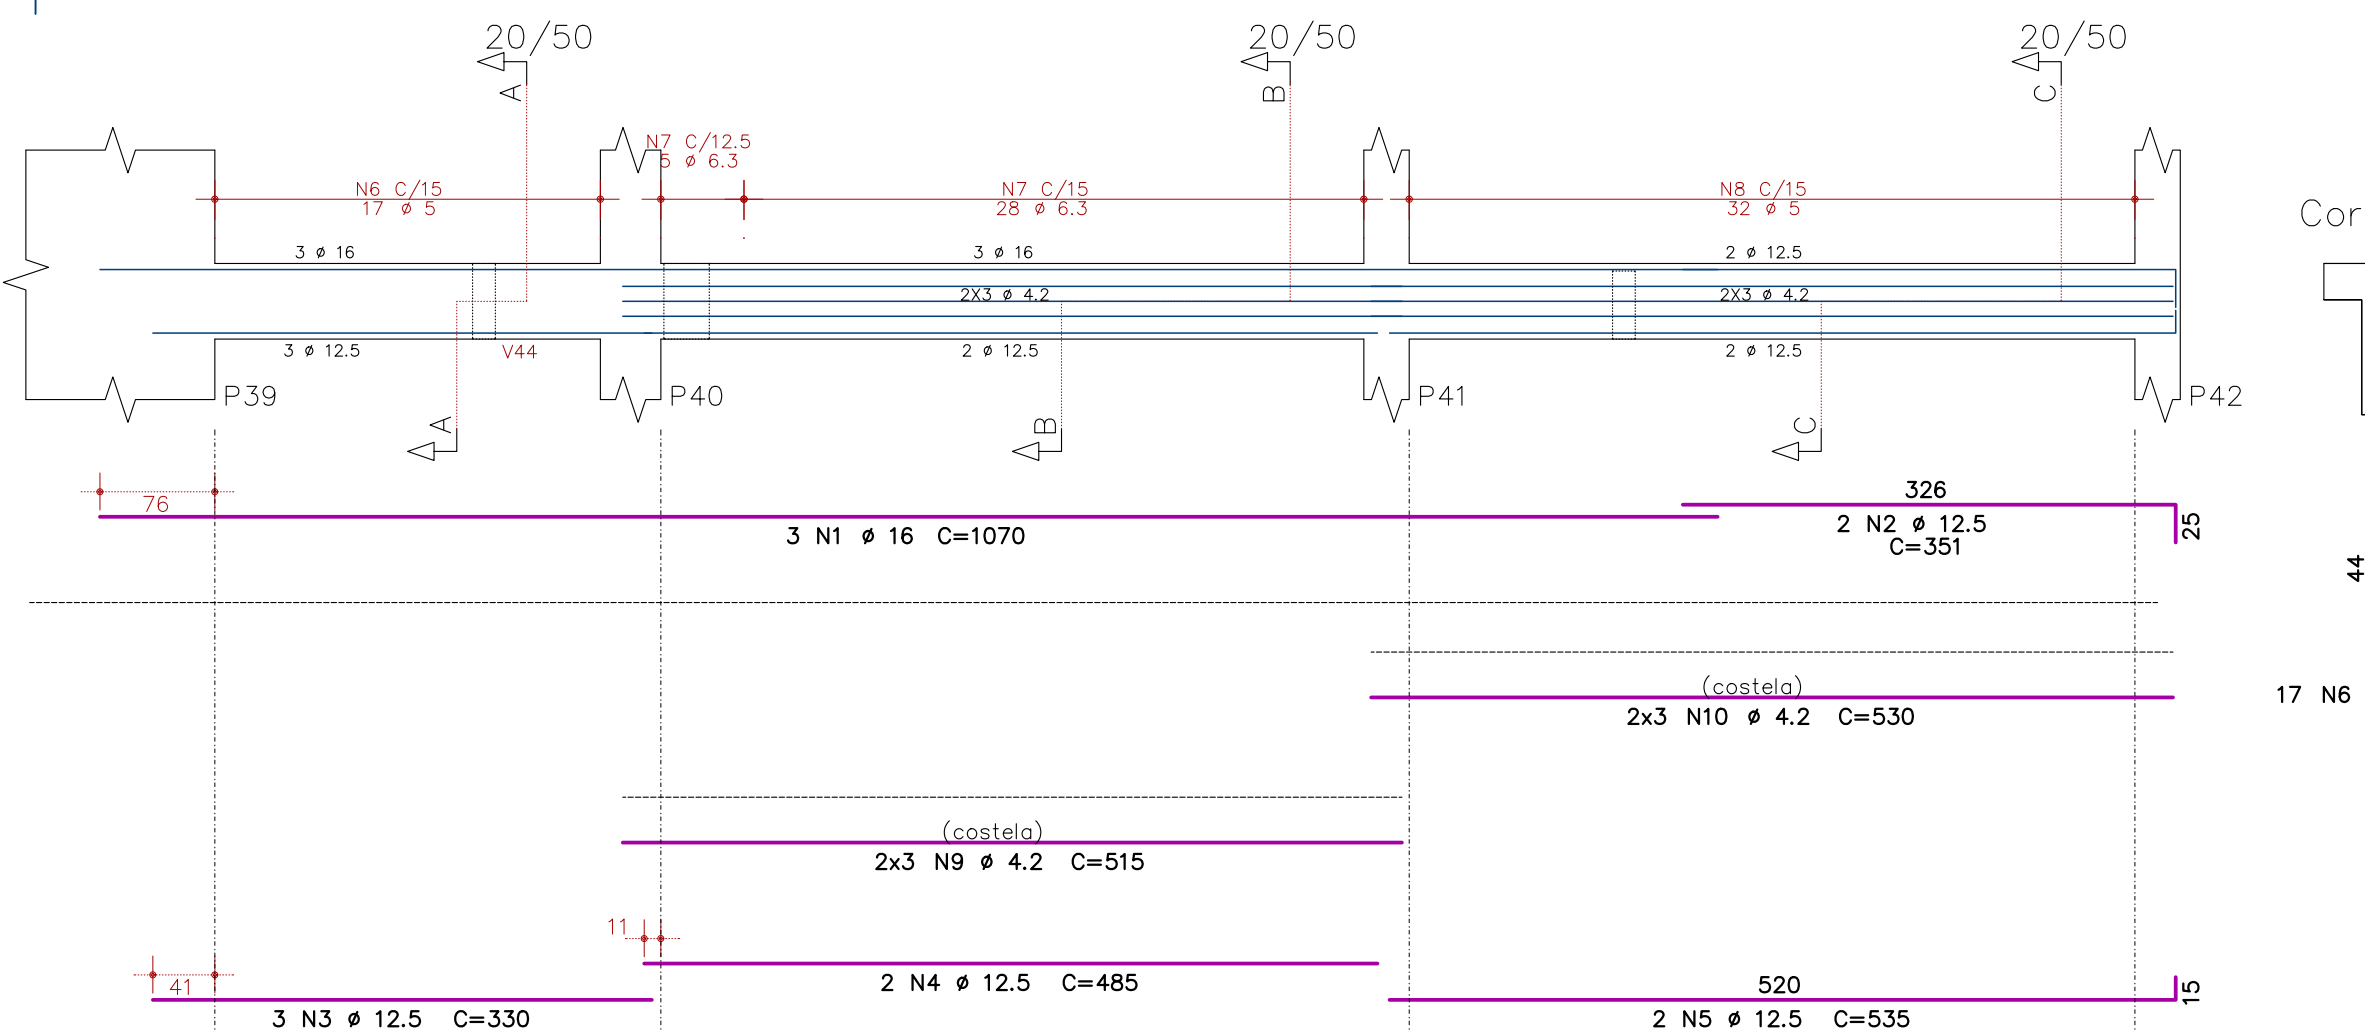 20/50
20/50
20/50
A
B
C
N7 C/12.5
5 ø 6.3
N6 C/15
17 ø 5
N7 C/15
28 ø 6.3
N8 C/15
32 ø 5
Cor
3 ø 16
3 ø 16
2 ø 12.5
2X3 ø 4.2
2X3 ø 4.2
3 ø 12.5
V44
2 ø 12.5
2 ø 12.5
P39
P40
P41
P42
A
B
C
76
326
3 N1 ø 16 C=1070
2 N2 ø 12.5
C=351
25
44
(costela)
2x3 N10 ø 4.2 C=530
17 N6
(costela)
2x3 N9 ø 4.2 C=515
11
41
2 N4 ø 12.5 C=485
520
15
3 N3 ø 12.5 C=330
2 N5 ø 12.5 C=535